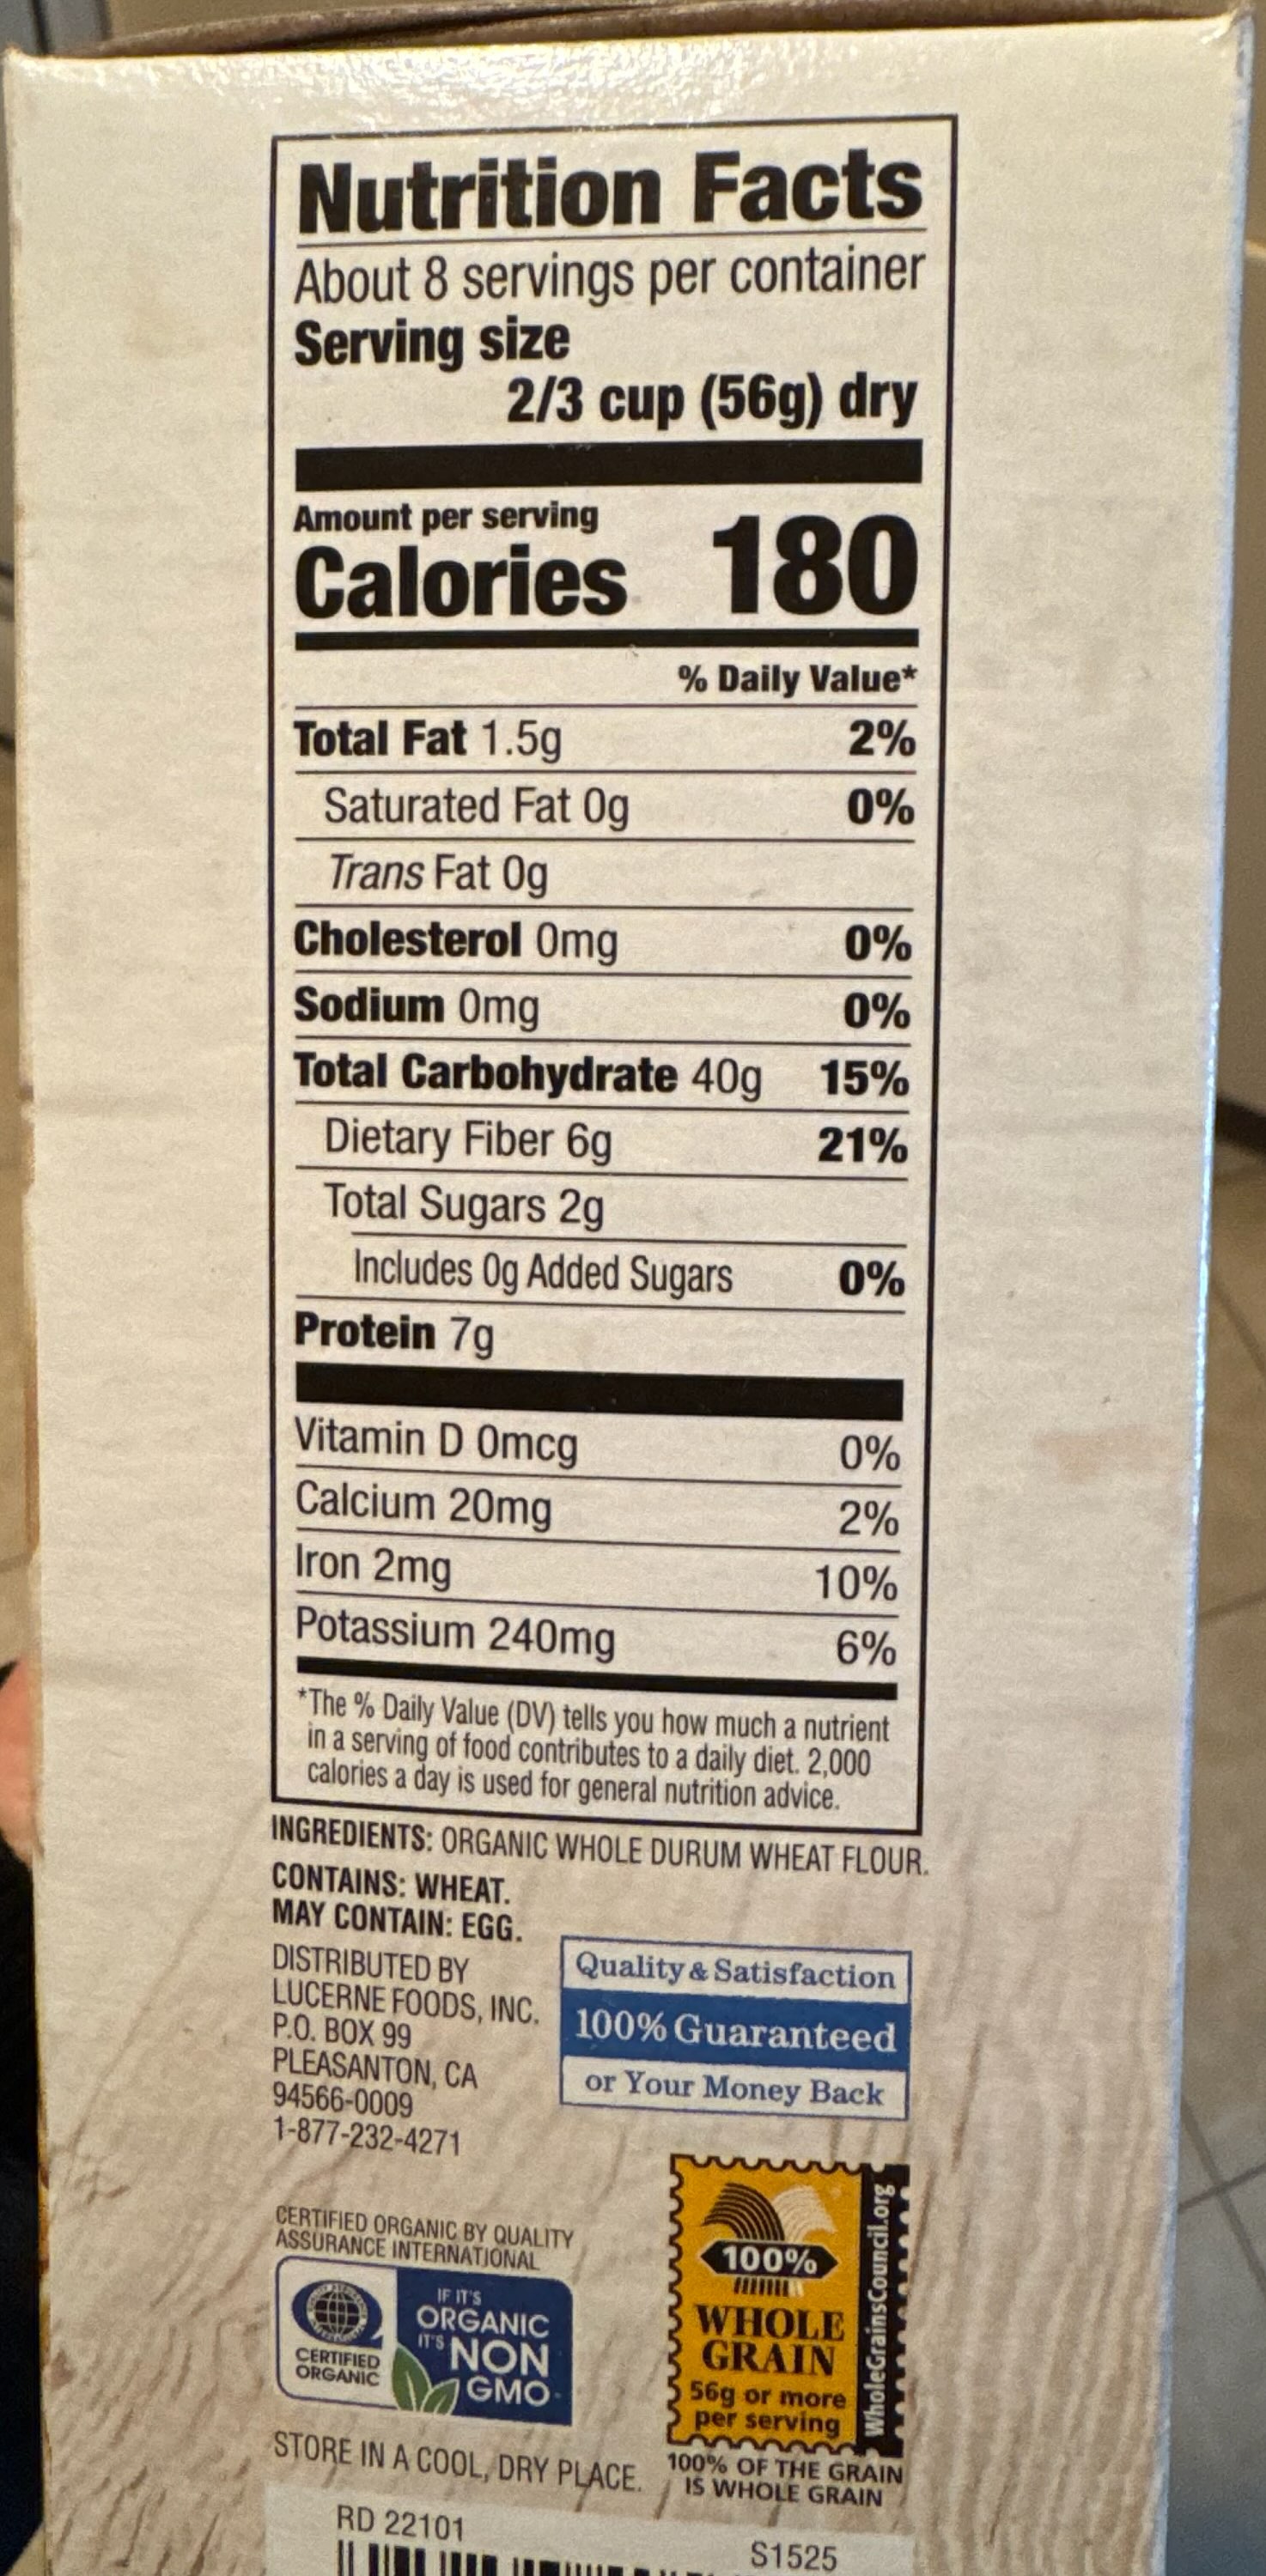 Nutrition Facts
About 8 servings per container
Serving size
2/3 cup (56g) dry
Amount per serving
Calories 180
% Daily Value*
Total Fat 1.5g 2%
Saturated Fat 0g 0%
Trans Fat 0g
Cholesterol 0mg 0%
Sodium 0mg 0%
Total Carbohydrate 40g 15%
Dietary Fiber 6g 21%
Total Sugars 2g
Includes 0g Added Sugars 0%
Protein 7g
Vitamin D 0mcg 0%
Calcium 20mg 2%
Iron 2mg 10%
Potassium 240mg 6%
*The % Daily Value (DV) tells you how much a nutrient
in a serving of food contributes to a daily diet. 2,000
calories a day is used for general nutrition advice.
INGREDIENTS: ORGANIC WHOLE DURUM WHEAT FLOUR.
CONTAINS: WHEAT.
MAY CONTAIN: EGG.
DISTRIBUTED BY
LUCERNE FOODS, INC.
P.O. BOX 99
PLEASANTON, CA
94566-0009
1-877-232-4271
Quality & Satisfaction
100% Guaranteed
or Your Money Back
CERTIFIED ORGANIC BY QUALITY
ASSURANCE INTERNATIONAL
CERTIFIED
ORGANIC
IF IT'S
ORGANIC
IT'S NON
GMO
100%
WHOLE
GRAIN
56g or more
per serving
WholeGrainsCouncil.org
100% OF THE GRAIN
IS WHOLE GRAIN
STORE IN A COOL, DRY PLACE.
RD 22101
S1525